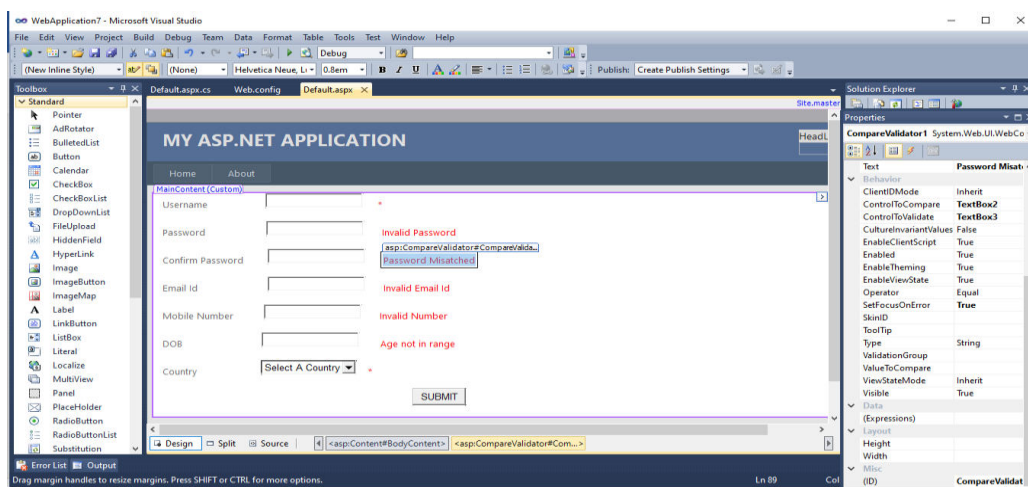 WebApplication7 - Microsoft Visual Studio
File Edit View Project Build Debug Team Data Format Table Tools Test Window Help
Debug
(New Inline Style) (None) Helvetica Neue, L 0.8em B I U A Publish: Create Publish Settings
Toolbox
Standard
Pointer
AdRotator
BulletedList
Button
Calendar
CheckBox
CheckBoxList
DropDownList
FileUpload
HiddenField
HyperLink
Image
ImageButton
ImageMap
Label
LinkButton
ListBox
Literal
Localize
MultiView
Panel
PlaceHolder
RadioButton
RadioButtonList
Substitution
Default.aspx.cs Web.config Default.aspx
Site.master
MY ASP.NET APPLICATION
HeadL
Home About
MainContent (Custom)
Username *
Password Invalid Password
asp:CompareValidator#CompareValida...
Confirm Password Password Misatched
Email Id Invalid Email Id
Mobile Number Invalid Number
DOB Age not in range
Country Select A Country *
SUBMIT
Design Split Source <asp:Content#BodyContent> <asp:CompareValidator#Com...>
Solution Explorer
Properties
CompareValidator1 System.Web.UI.WebCo
Text Password Misat
Behavior
ClientIDMode Inherit
ControlToCompare TextBox2
ControlToValidate TextBox3
CultureInvariantValues False
EnableClientScript True
Enabled True
EnableTheming True
EnableViewState True
Operator Equal
SetFocusOnError True
SkinID
ToolTip
Type String
ValidationGroup
ValueToCompare
ViewStateMode Inherit
Visible True
Data
(Expressions)
Layout
Height
Width
Misc
(ID) CompareValidat
Error List Output
Drag margin handles to resize margins. Press SHIFT or CTRL for more options. Ln 89 Col